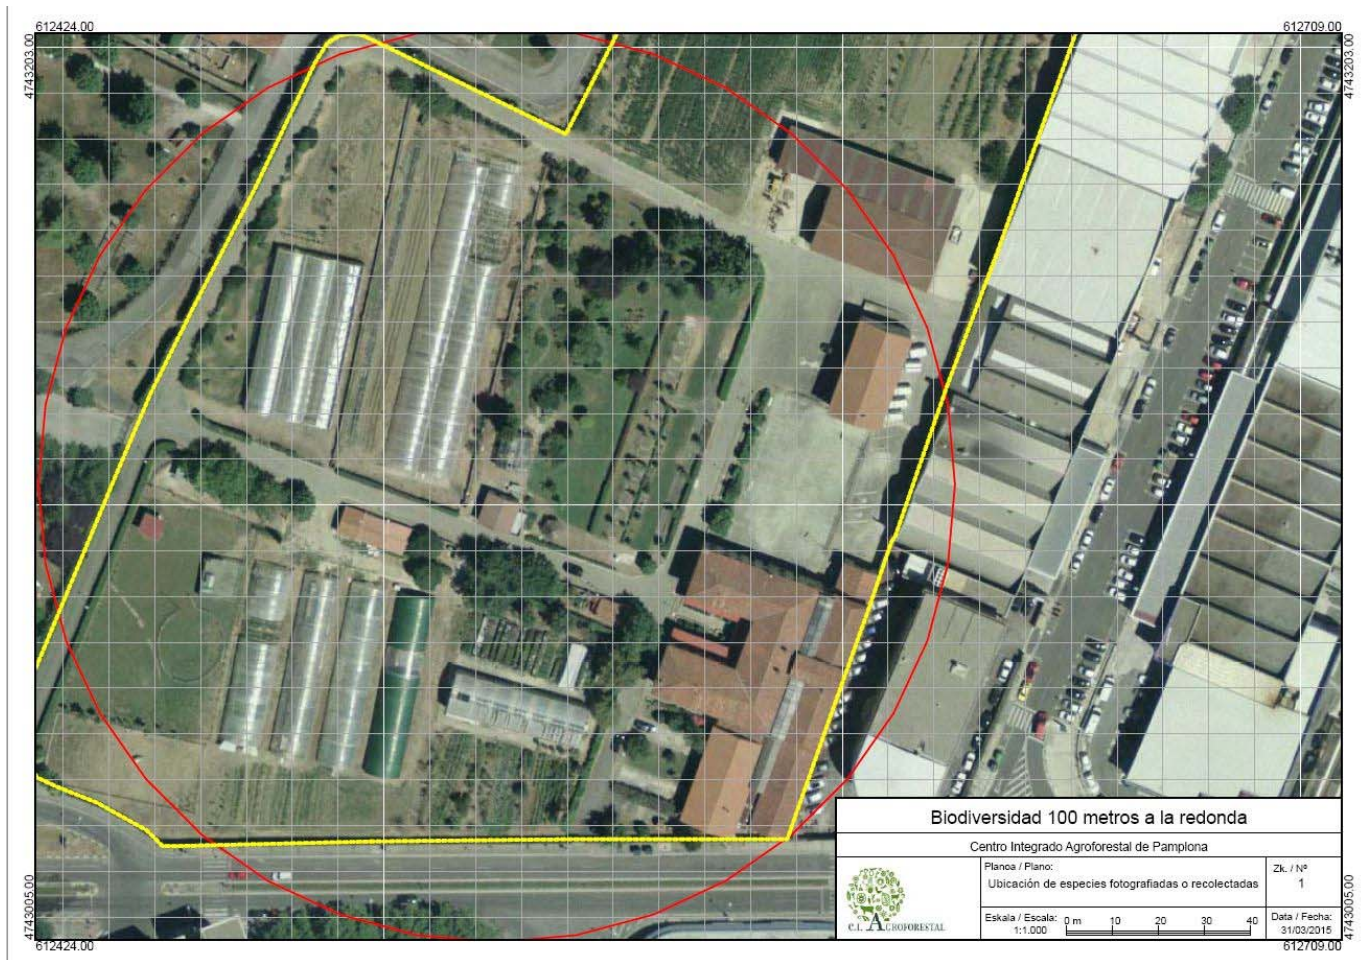 612424.00
612709.00
4743203.00
4743203.00
Biodiversidad 100 metros a la redonda
Centro Integrado Agroforestal de Pamplona
Planoa / Plano:
Ubicación de especies fotografiadas o recolectadas
Zk. / Nº
1
C.I. AGROFORESTAL
Eskala / Escala:
1:1.000
0 m 10 20 30 40
Data / Fecha:
31/03/2015
4743005.00
4743005.00
612424.00
612709.00